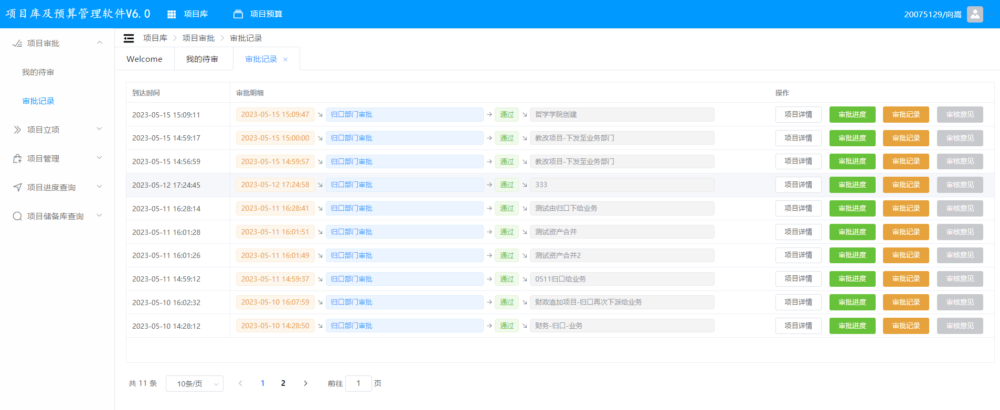 项目库及预算管理软件V6.0 项目库 项目预算 20075129/向嵩
项目审批
我的待审
审批记录
项目立项
项目管理
项目进度查询
项目储备库查询
项目库 > 项目审批 > 审批记录
Welcome 我的待审 审批记录 ×
到达时间 审批明细 操作
2023-05-15 15:09:11 2023-05-15 15:09:47 ↘ 归口部门审批 → 通过 ↘ 哲学学院创建 项目详情 审批进度 审批记录 审核意见
2023-05-15 14:59:17 2023-05-15 15:00:00 ↘ 归口部门审批 → 通过 ↘ 教改项目-下发至业务部门 项目详情 审批进度 审批记录 审核意见
2023-05-15 14:56:59 2023-05-15 14:59:57 ↘ 归口部门审批 → 通过 ↘ 教改项目-下发至业务部门 项目详情 审批进度 审批记录 审核意见
2023-05-12 17:24:45 2023-05-12 17:24:58 ↘ 归口部门审批 → 通过 ↘ 333 项目详情 审批进度 审批记录 审核意见
2023-05-11 16:28:14 2023-05-11 16:28:41 ↘ 归口部门审批 → 通过 ↘ 测试由归口下给业务 项目详情 审批进度 审批记录 审核意见
2023-05-11 16:01:28 2023-05-11 16:01:51 ↘ 归口部门审批 → 通过 ↘ 测试资产合并 项目详情 审批进度 审批记录 审核意见
2023-05-11 16:01:26 2023-05-11 16:01:49 ↘ 归口部门审批 → 通过 ↘ 测试资产合并2 项目详情 审批进度 审批记录 审核意见
2023-05-11 14:59:12 2023-05-11 14:59:37 ↘ 归口部门审批 → 通过 ↘ 0511归口给业务 项目详情 审批进度 审批记录 审核意见
2023-05-10 16:02:32 2023-05-10 16:07:59 ↘ 归口部门审批 → 通过 ↘ 财政追加项目-归口再次下派给业务 项目详情 审批进度 审批记录 审核意见
2023-05-10 14:28:12 2023-05-10 14:28:50 ↘ 归口部门审批 → 通过 ↘ 财务-归口-业务 项目详情 审批进度 审批记录 审核意见
共 11 条 10条/页 < 1 2 > 前往 1 页